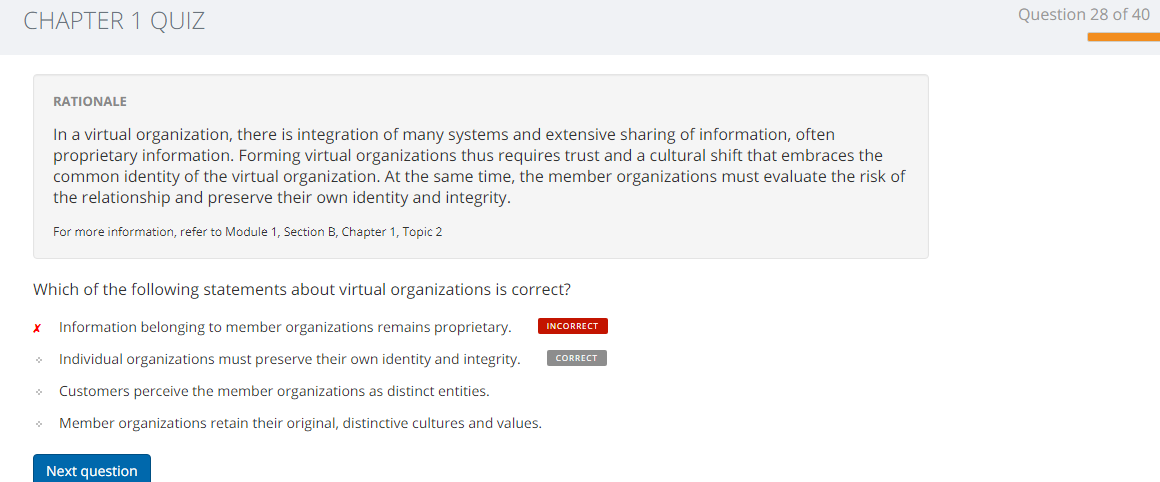 CHAPTER 1 QUIZ
Question 28 of 40
RATIONALE
In a virtual organization, there is integration of many systems and extensive sharing of information, often
proprietary information. Forming virtual organizations thus requires trust and a cultural shift that embraces the
common identity of the virtual organization. At the same time, the member organizations must evaluate the risk of
the relationship and preserve their own identity and integrity.
For more information, refer to Module 1, Section B, Chapter 1, Topic 2
Which of the following statements about virtual organizations is correct?
✗ Information belonging to member organizations remains proprietary. INCORRECT
Individual organizations must preserve their own identity and integrity. CORRECT
Customers perceive the member organizations as distinct entities.
Member organizations retain their original, distinctive cultures and values.
Next question